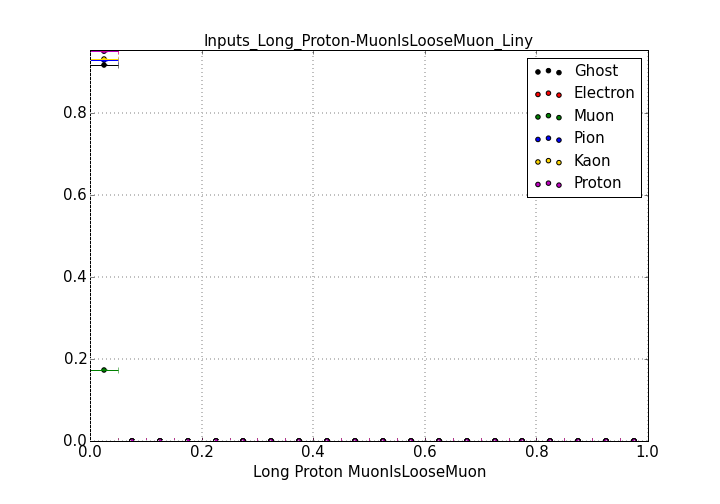 Inputs_Long_Proton-MuonIsLooseMuon_Liny
Ghost
Electron
Muon
Pion
Kaon
Proton
0.8
0.6
0.4
0.2
0.0
0.0 0.2 0.4 0.6 0.8 1.0
Long Proton MuonIsLooseMuon